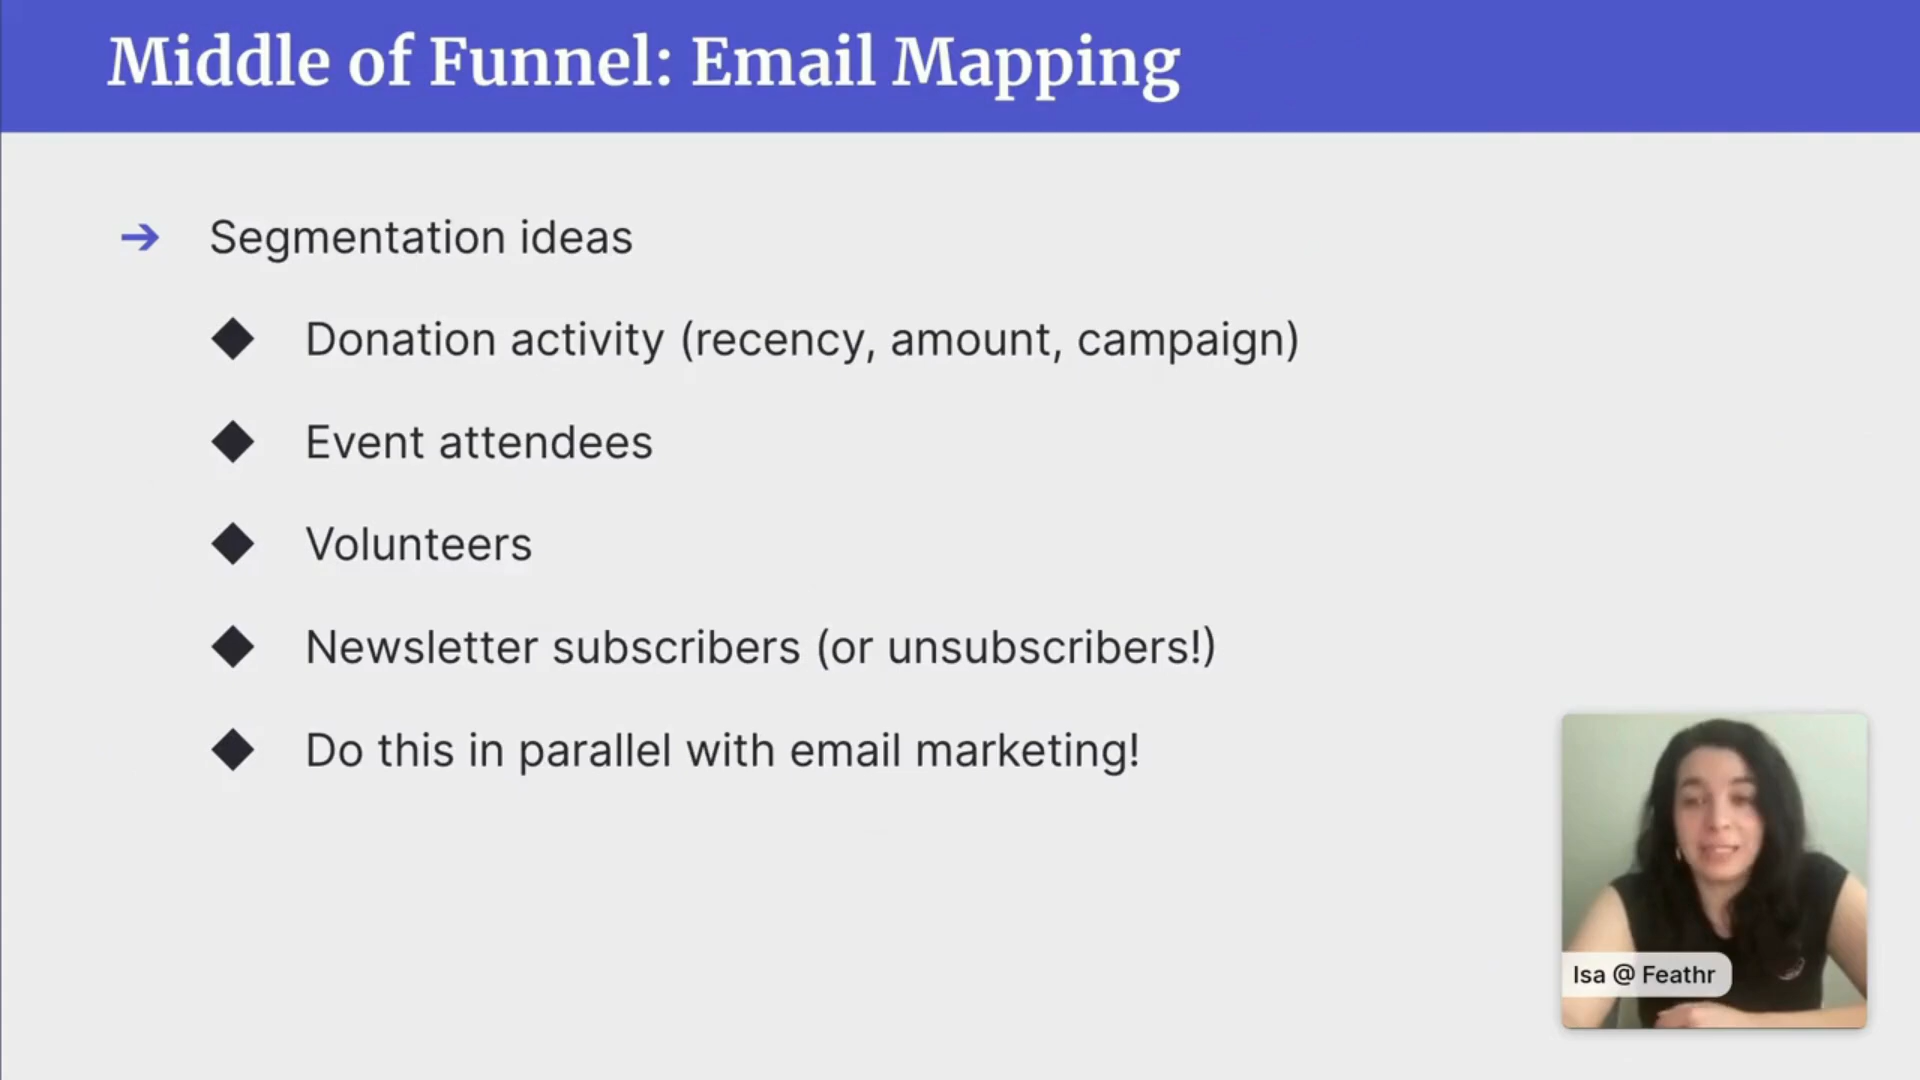 Middle of Funnel: Email Mapping
Segmentation ideas
Donation activity (recency, amount, campaign)
Event attendees
Volunteers
Newsletter subscribers (or unsubscribers!)
Do this in parallel with email marketing!
Isa @ Feathr